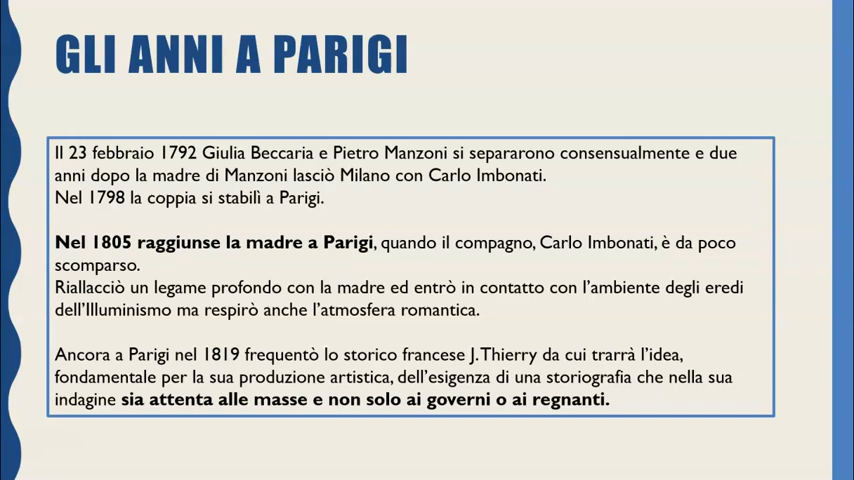 GLI ANNI A PARIGI
Il 23 febbraio 1792 Giulia Beccaria e Pietro Manzoni si separarono consensualmente e due
anni dopo la madre di Manzoni lasciò Milano con Carlo Imbonati.
Nel 1798 la coppia si stabilì a Parigi.
Nel 1805 raggiunse la madre a Parigi, quando il compagno, Carlo Imbonati, è da poco
scomparso.
Riallacciò un legame profondo con la madre ed entrò in contatto con l’ambiente degli eredi
dell’Illuminismo ma respirò anche l’atmosfera romantica.
Ancora a Parigi nel 1819 frequentò lo storico francese J. Thierry da cui trarrà l’idea,
fondamentale per la sua produzione artistica, dell’esigenza di una storiografia che nella sua
indagine sia attenta alle masse e non solo ai governi o ai regnanti.